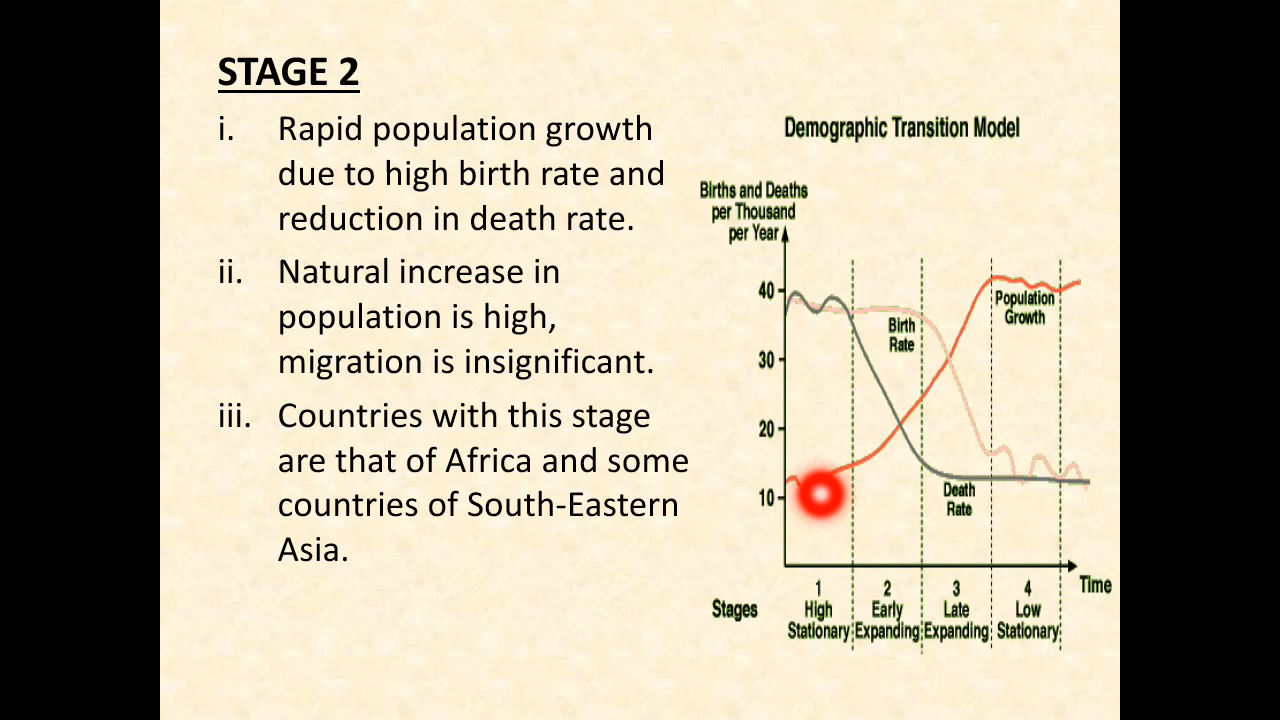 STAGE 2
i. Rapid population growth
due to high birth rate and
reduction in death rate.
ii. Natural increase in
population is high,
migration is insignificant.
iii. Countries with this stage
are that of Africa and some
countries of South-Eastern
Asia.
Demographic Transition Model
Births and Deaths
per Thousand
per Year
40
30
20
10
Birth
Rate
Population
Growth
Death
Rate
Time
Stages
1
High
Stationary
2
Early
Expanding
3
Late
Expanding
4
Low
Stationary